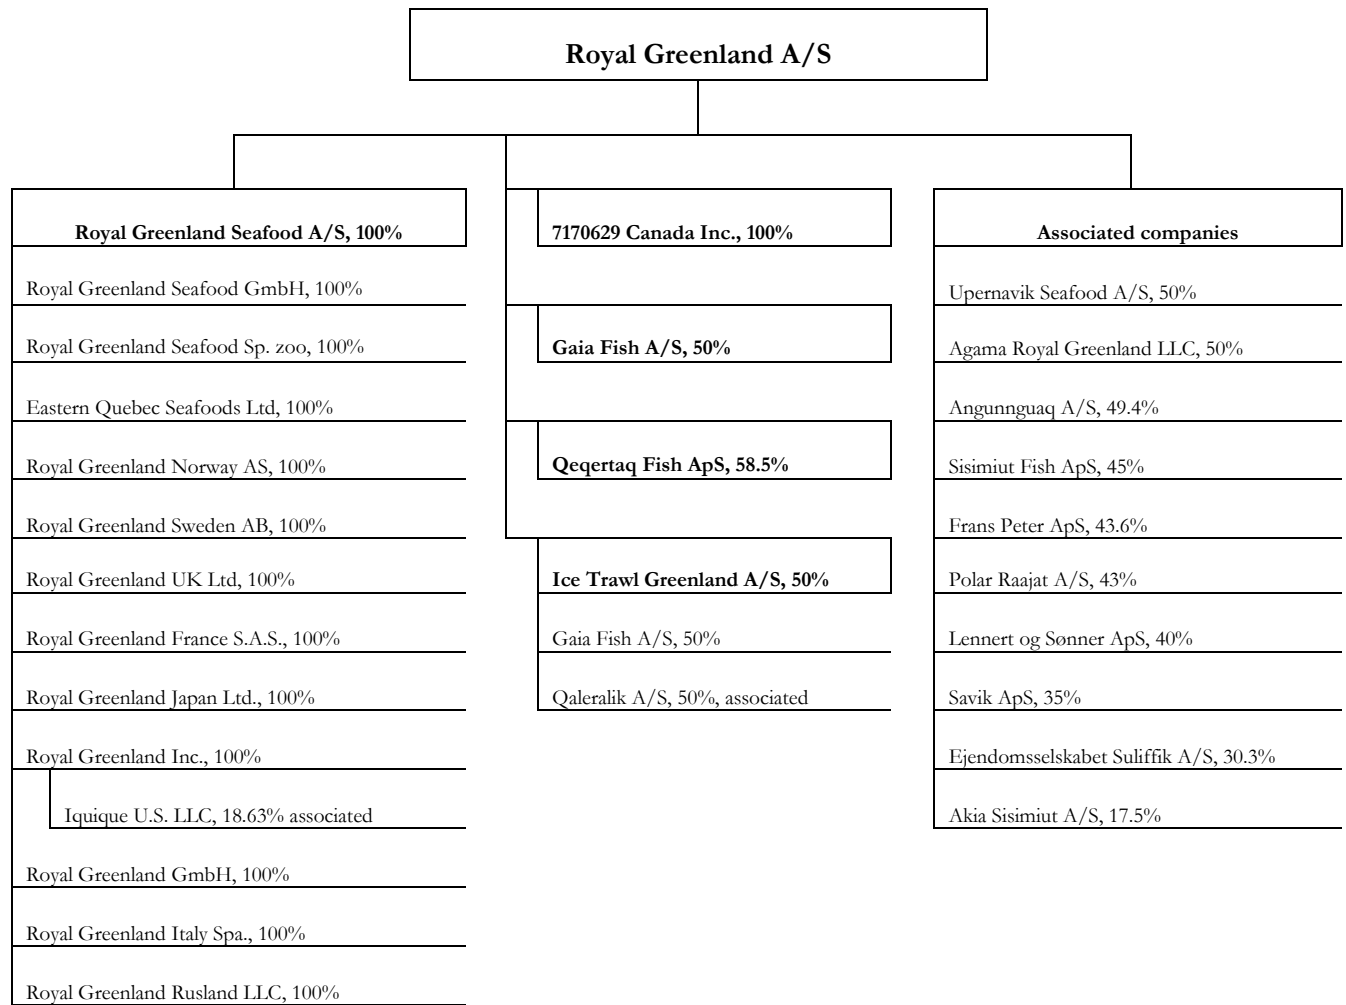 Royal Greenland A/S
Royal Greenland Seafood A/S, 100%
Royal Greenland Seafood GmbH, 100%
Royal Greenland Seafood Sp. zoo, 100%
Eastern Quebec Seafoods Ltd, 100%
Royal Greenland Norway AS, 100%
Royal Greenland Sweden AB, 100%
Royal Greenland UK Ltd, 100%
Royal Greenland France S.A.S., 100%
Royal Greenland Japan Ltd., 100%
Royal Greenland Inc., 100%
Iquique U.S. LLC, 18.63% associated
Royal Greenland GmbH, 100%
Royal Greenland Italy Spa., 100%
Royal Greenland Rusland LLC, 100%
7170629 Canada Inc., 100%
Gaia Fish A/S, 50%
Qeqertaq Fish ApS, 58.5%
Ice Trawl Greenland A/S, 50%
Gaia Fish A/S, 50%
Qaleralik A/S, 50%, associated
Associated companies
Upernavik Seafood A/S, 50%
Agama Royal Greenland LLC, 50%
Angunnguaq A/S, 49.4%
Sisimiut Fish ApS, 45%
Frans Peter ApS, 43.6%
Polar Raajat A/S, 43%
Lennert og Sønner ApS, 40%
Savik ApS, 35%
Ejendomsselskabet Suliffik A/S, 30.3%
Akia Sisimiut A/S, 17.5%